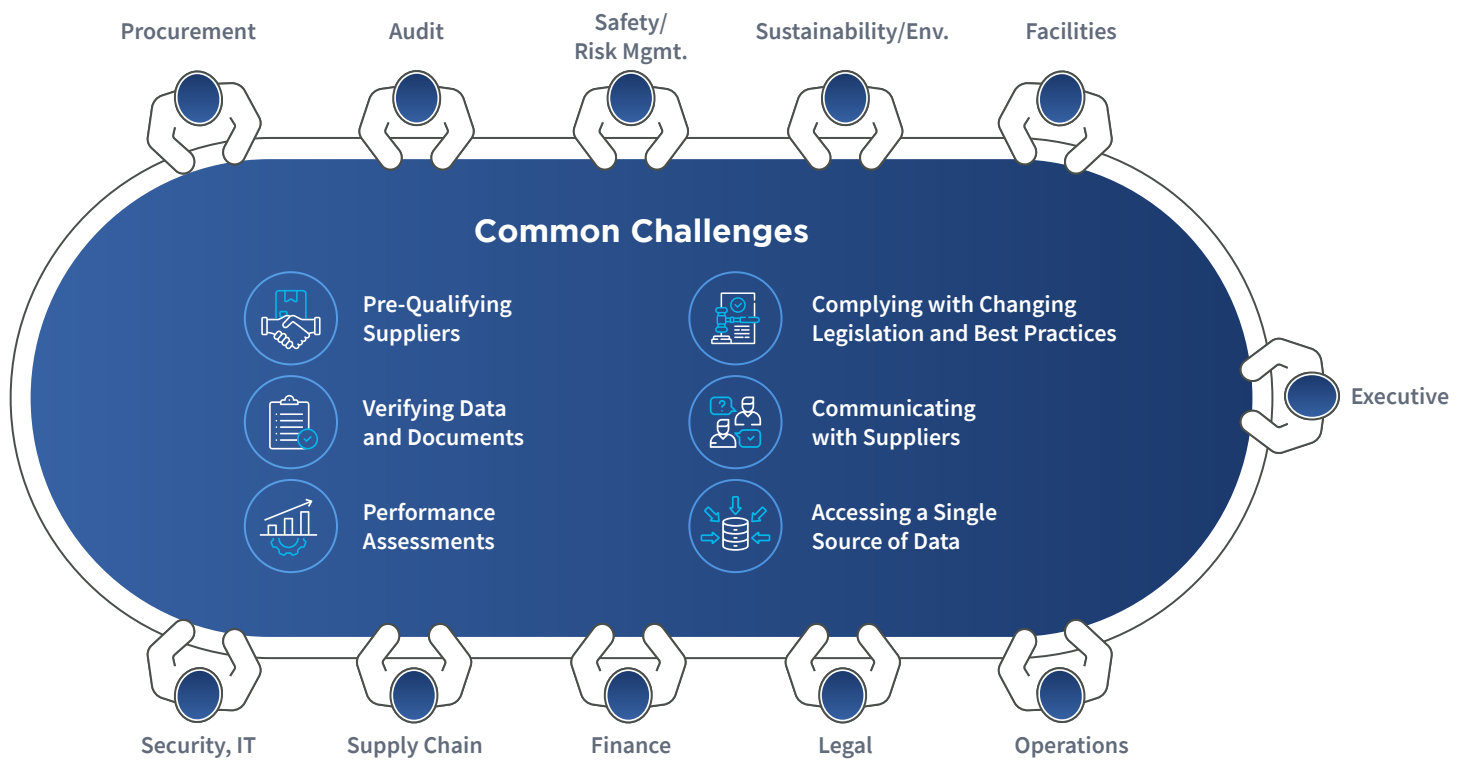 Procurement
Audit
Safety/
Risk Mgmt.
Sustainability/Env.
Facilities
Common Challenges
Pre-Qualifying
Suppliers
Complying with Changing
Legislation and Best Practices
Verifying Data
and Documents
?
Communicating
with Suppliers
Executive
Performance
Assessments
Accessing a Single
Source of Data
Security, IT
Supply Chain
Finance
Legal
Operations